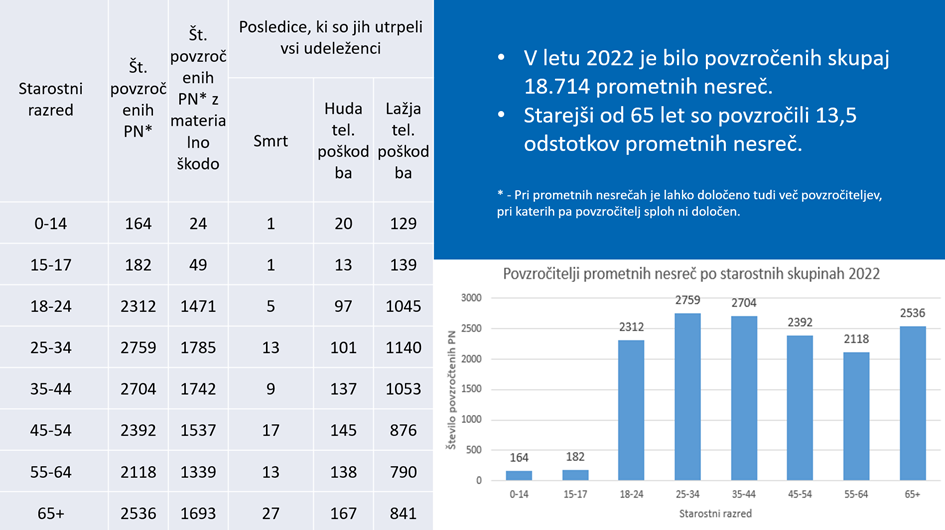 Starostni
razred
Št.
povzroč
enih
PN*
Št.
povzroč
enih
PN* z
materia
lno
škodo
Posledice, ki so jih utrpeli
vsi udeleženci
Smrt
Huda
tel.
poškod
ba
Lažja
tel.
poškod
ba
0-14 164 24 1 20 129
15-17 182 49 1 13 139
18-24 2312 1471 5 97 1045
25-34 2759 1785 13 101 1140
35-44 2704 1742 9 137 1053
45-54 2392 1537 17 145 876
55-64 2118 1339 13 138 790
65+ 2536 1693 27 167 841
• V letu 2022 je bilo povzročenih skupaj
18.714 prometnih nesreč.
• Starejši od 65 let so povzročili 13,5
odstotkov prometnih nesreč.
* - Pri prometnih nesrečah je lahko določeno tudi več povzročiteljev,
pri katerih pa povzročitelj sploh ni določen.
Povzročitelji prometnih nesreč po starostnih skupinah 2022
Število povzročtenih PN
3000
2500
2000
1500
1000
500
0
164 182 2312 2759 2704 2392 2118 2536
0-14 15-17 18-24 25-34 35-44 45-54 55-64 65+
Starostni razred